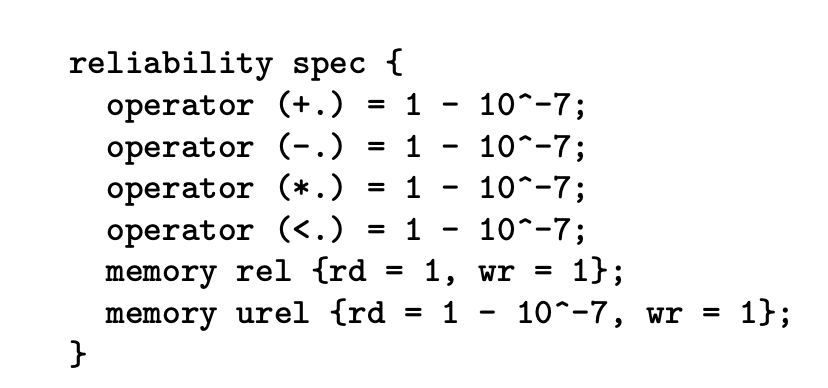 reliability spec {
  operator (+.) = 1 - 10^-7;
  operator (-.) = 1 - 10^-7;
  operator (*.) = 1 - 10^-7;
  operator (<.) = 1 - 10^-7;
  memory rel {rd = 1, wr = 1};
  memory urel {rd = 1 - 10^-7, wr = 1};
}